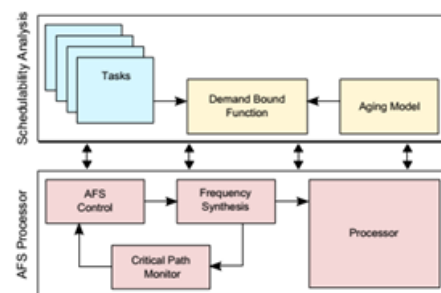 Schedulability Analysis
Tasks
Demand Bound
Function
Aging Model
AFS Processor
AFS
Control
Frequency
Synthesis
Processor
Critical Path
Monitor